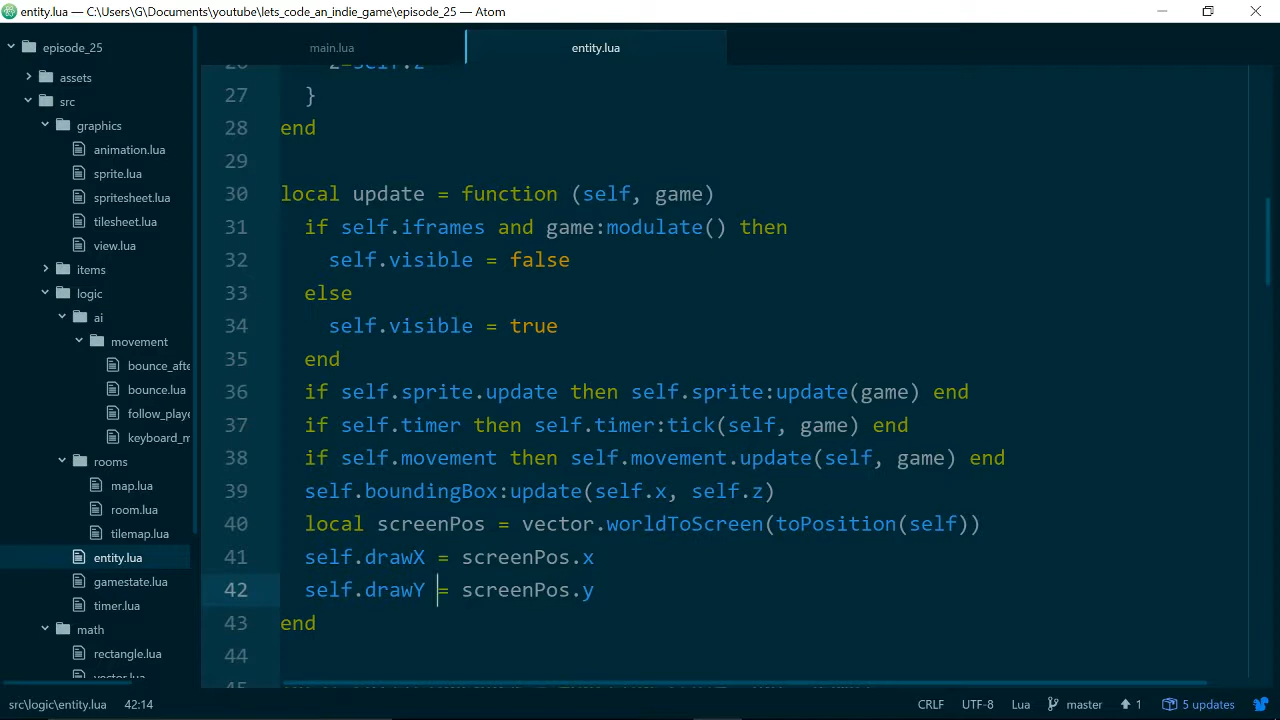 entity.lua — C:\Users\G\Documents\youtube\lets_code_an_indie_game\episode_25 — Atom
episode_25
assets
src
graphics
animation.lua
sprite.lua
spritesheet.lua
tilesheet.lua
view.lua
items
logic
ai
movement
bounce_afte
bounce.lua
follow_playe
keyboard_m
rooms
map.lua
room.lua
tilemap.lua
entity.lua
gamestate.lua
timer.lua
math
rectangle.lua
vector.lua
main.lua
entity.lua
26 z=self.z
27 }
28 end
29
30 local update = function (self, game)
31 if self.iframes and game:modulate() then
32 self.visible = false
33 else
34 self.visible = true
35 end
36 if self.sprite.update then self.sprite:update(game) end
37 if self.timer then self.timer:tick(self, game) end
38 if self.movement then self.movement.update(self, game) end
39 self.boundingBox:update(self.x, self.z)
40 local screenPos = vector.worldToScreen(toPosition(self))
41 self.drawX = screenPos.x
42 self.drawY = screenPos.y
43 end
44
45
src\logic\entity.lua 42:14 CRLF UTF-8 Lua master 1 5 updates